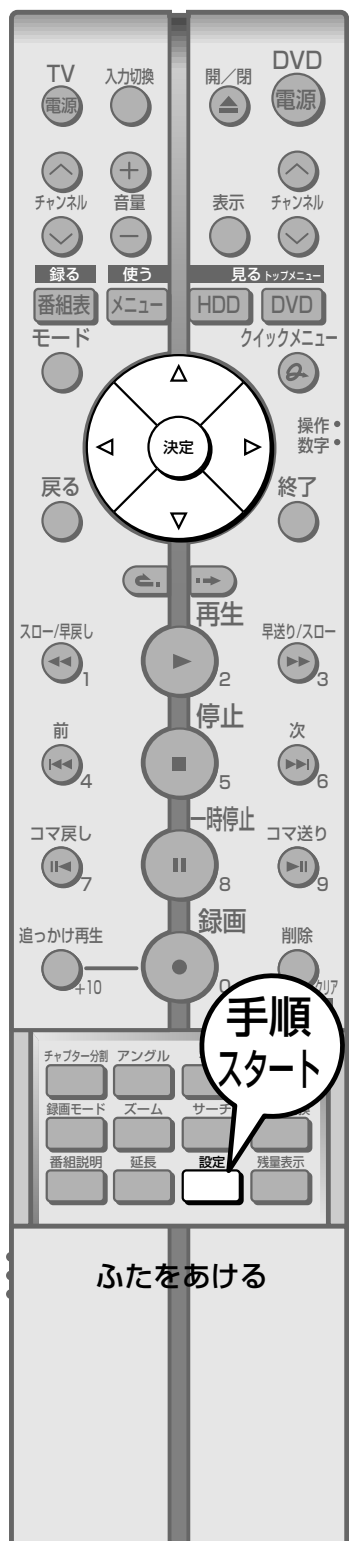 TV 入力切換 開/閉 DVD
電源 電源
チャンネル 音量 表示 チャンネル
録る 使う 見る トップメニュー
番組表 メニュー HDD DVD
モード クイックメニュー
決定
操作•
数字•
戻る 終了
再生
スロー/早戻し 早送り/スロー
1 2 3
停止
前 次
4 5 6
一時停止
コマ戻し コマ送り
7 8 9
録画
追っかけ再生 削除
+10
手順
スタート
チャプター分割 アングル
録画モード ズーム サーチ
番組説明 延長 設定 残量表示
ふたをあける